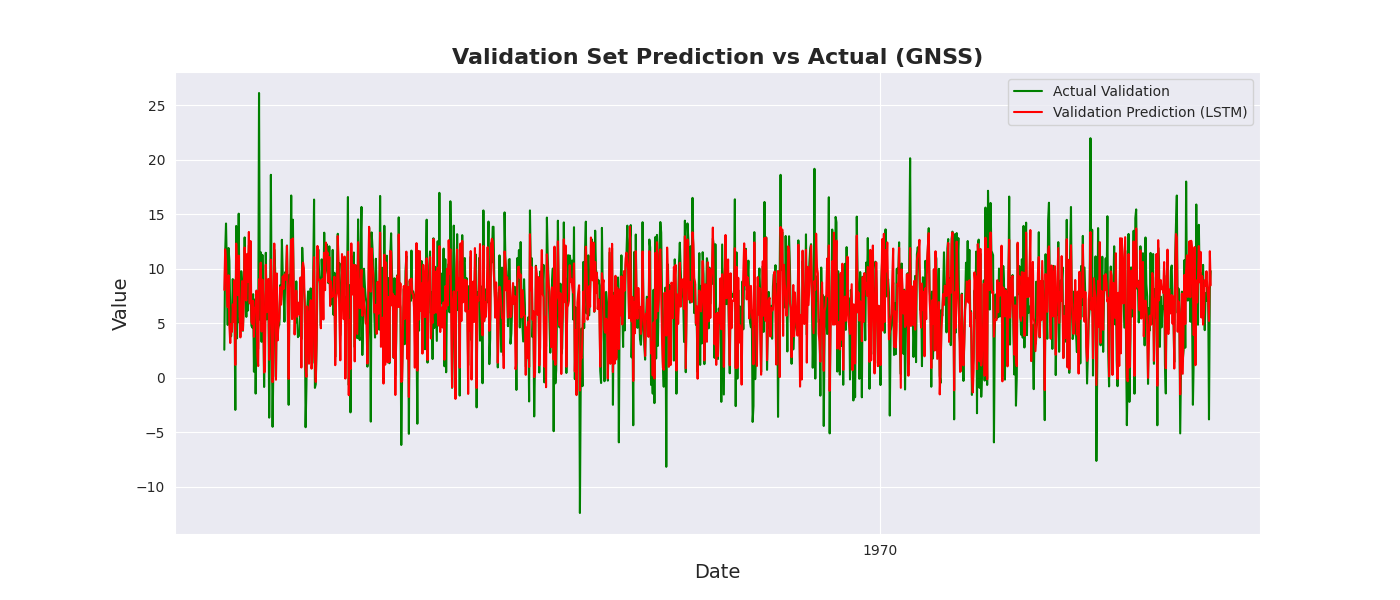 Validation Set Prediction vs Actual (GNSS)
Actual Validation
Validation Prediction (LSTM)
25
20
15
10
5
0
−5
−10
Value
1970
Date